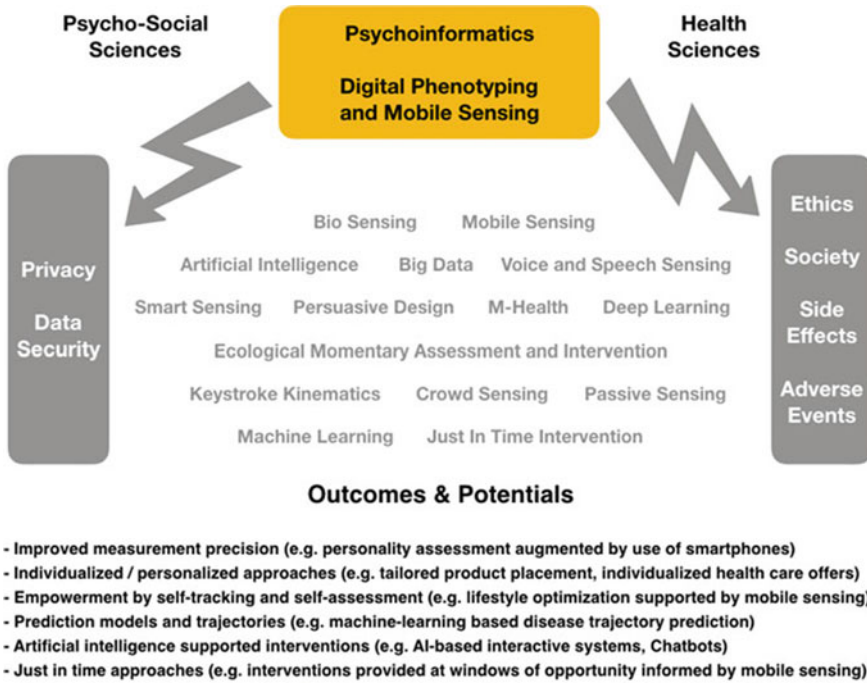 Psycho-Social
Sciences
Psychoinformatics
Digital Phenotyping
and Mobile Sensing
Health
Sciences
Privacy
Data
Security
Bio Sensing Mobile Sensing
Artificial Intelligence Big Data Voice and Speech Sensing
Smart Sensing Persuasive Design M-Health Deep Learning
Ecological Momentary Assessment and Intervention
Keystroke Kinematics Crowd Sensing Passive Sensing
Machine Learning Just In Time Intervention
Ethics
Society
Side
Effects
Adverse
Events
Outcomes & Potentials
- Improved measurement precision (e.g. personality assessment augmented by use of smartphones)
- Individualized / personalized approaches (e.g. tailored product placement, individualized health care offers)
- Empowerment by self-tracking and self-assessment (e.g. lifestyle optimization supported by mobile sensing)
- Prediction models and trajectories (e.g. machine-learning based disease trajectory prediction)
- Artificial intelligence supported interventions (e.g. AI-based interactive systems, Chatbots)
- Just in time approaches (e.g. interventions provided at windows of opportunity informed by mobile sensing)